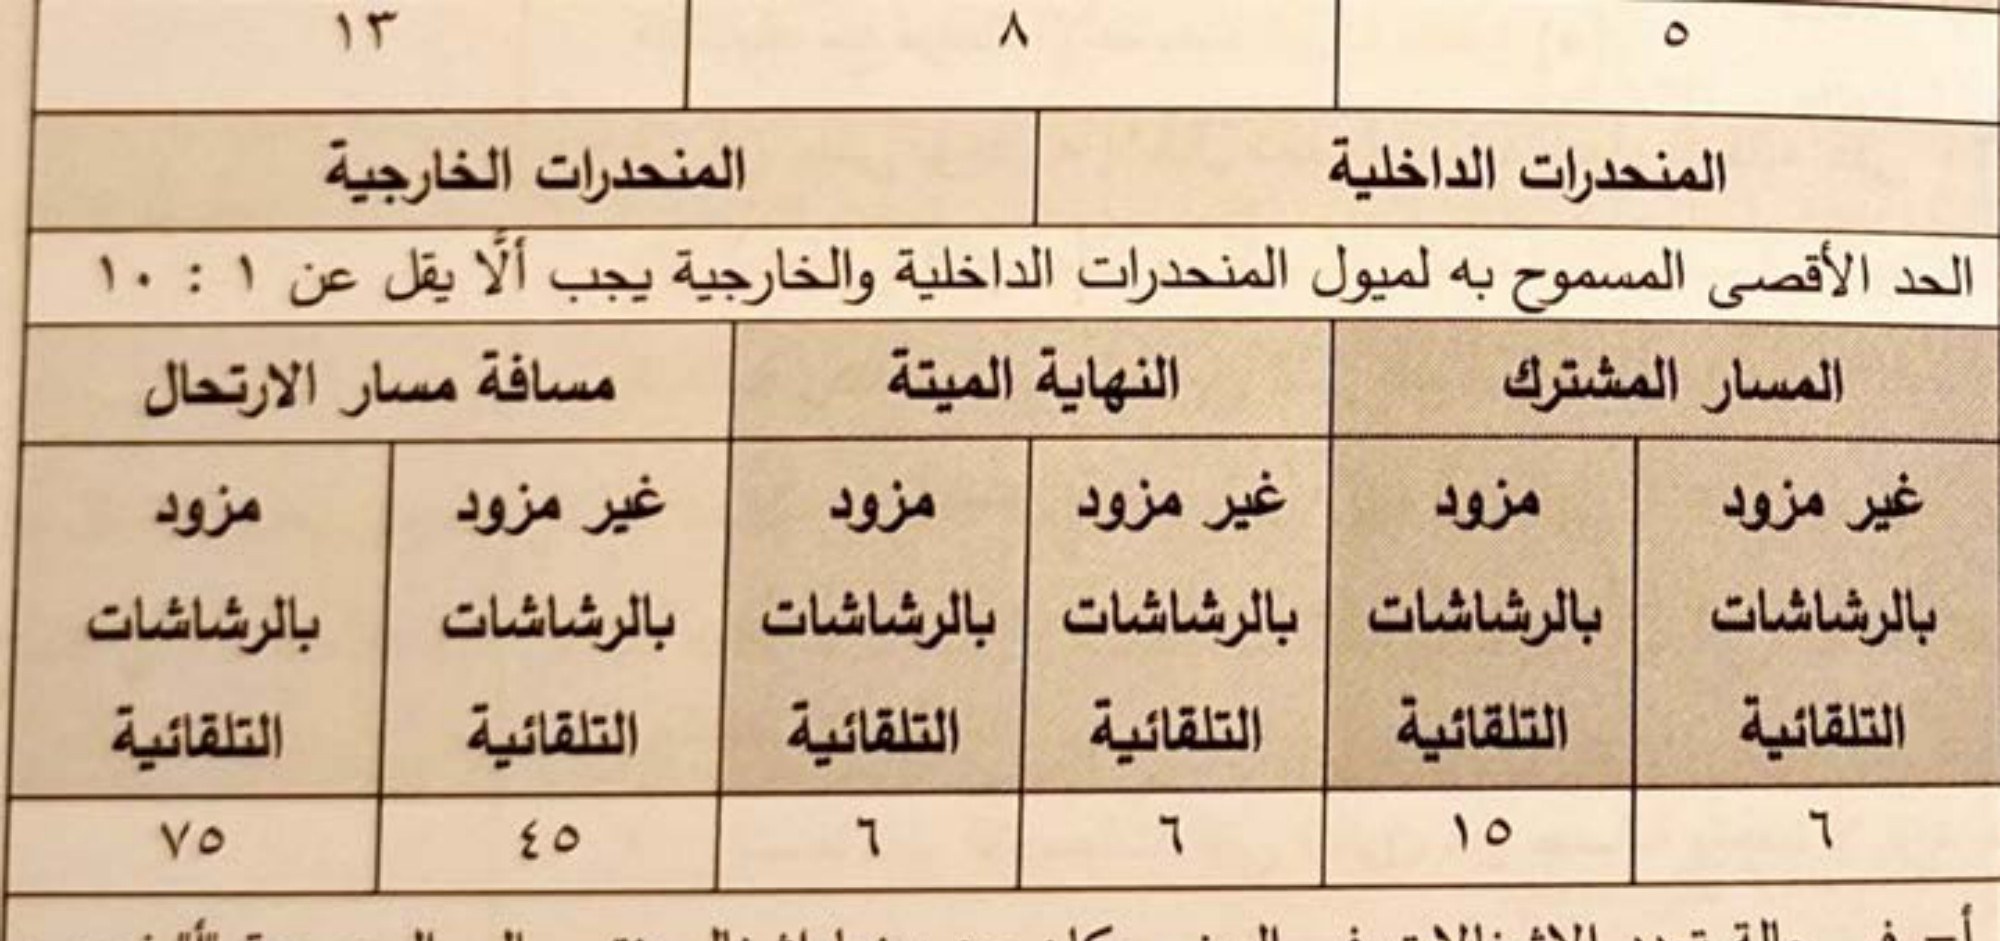 ٥ ٨ ١٣
المنحدرات الداخلية المنحدرات الخارجية
الحد الأقصى المسموح به لميول المنحدرات الداخلية والخارجية يجب ألَّا يقل عن ١ : ١٠
المسار المشترك النهاية الميتة مسافة مسار الارتحال
غير مزود مزود غير مزود مزود غير مزود مزود
بالرشاشات بالرشاشات بالرشاشات بالرشاشات بالرشاشات بالرشاشات
التلقائية التلقائية التلقائية التلقائية التلقائية التلقائية
٦ ١٥ ٦ ٦ ٤٥ ٧٥